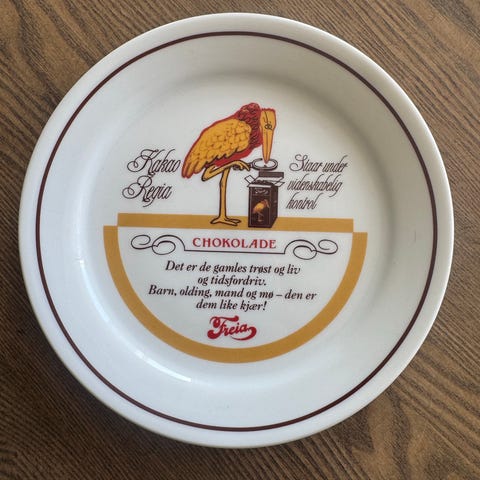 Kakao
Regia
Staar under
videnskabelig
kontrol
CHOKOLADE
Det er de gamles trøst og liv
og tidsfordriv.
Barn, olding, mand og mø – den er
dem like kjær!
Freia